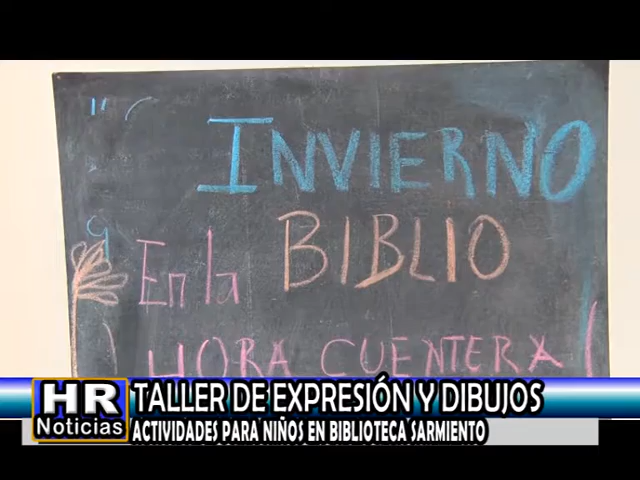 INVIERNO
En la BIBLIO
HORA CUENTERA
HR
Noticias
TALLER DE EXPRESIÓN Y DIBUJOS
ACTIVIDADES PARA NIÑOS EN BIBLIOTECA SARMIENTO